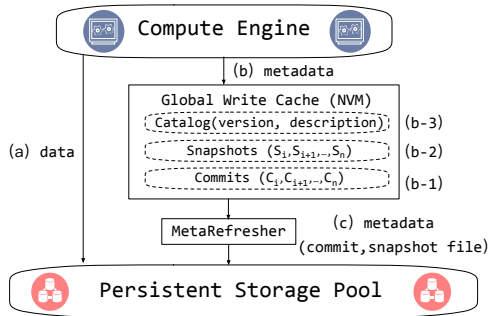 Compute Engine
(b) metadata
Global Write Cache (NVM)
Catalog(version, description)
(b-3)
(a) data
Snapshots (Si,Si+1,…,Sn)
(b-2)
Commits (Ci,Ci+1,…,Cn)
(b-1)
MetaRefresher
(c) metadata
(commit,snapshot file)
Persistent Storage Pool